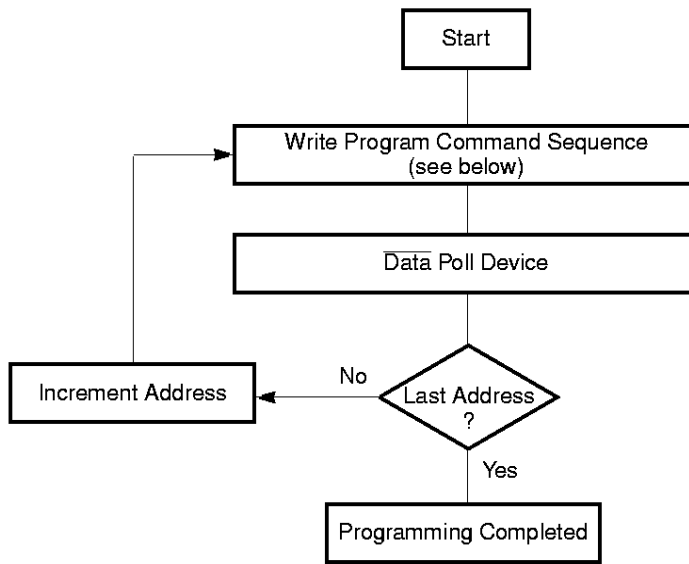 Start
Write Program Command Sequence
(see below)
Data Poll Device
No
Increment Address
Last Address
?
Yes
Programming Completed